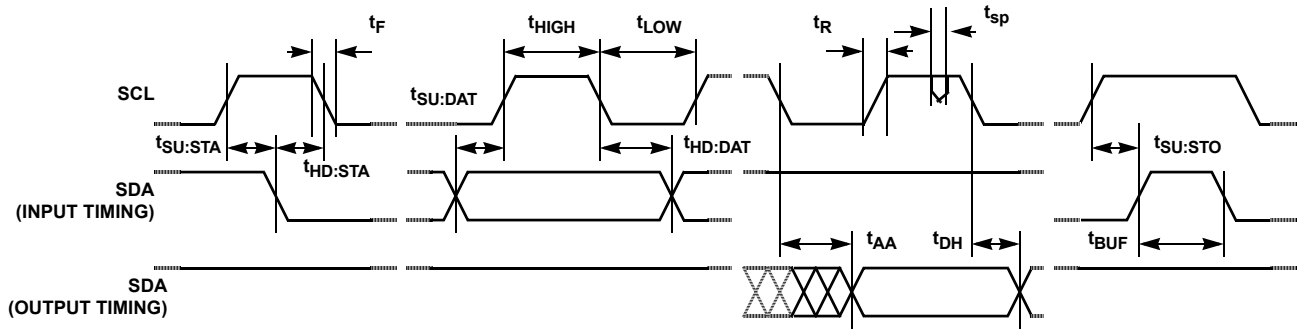 tF
tHIGH
tLOW
tR
tsp
SCL
tSU:DAT
tSU:STA
tHD:STA
tHD:DAT
tSU:STO
SDA
(INPUT TIMING)
tAA
tDH
tBUF
SDA
(OUTPUT TIMING)